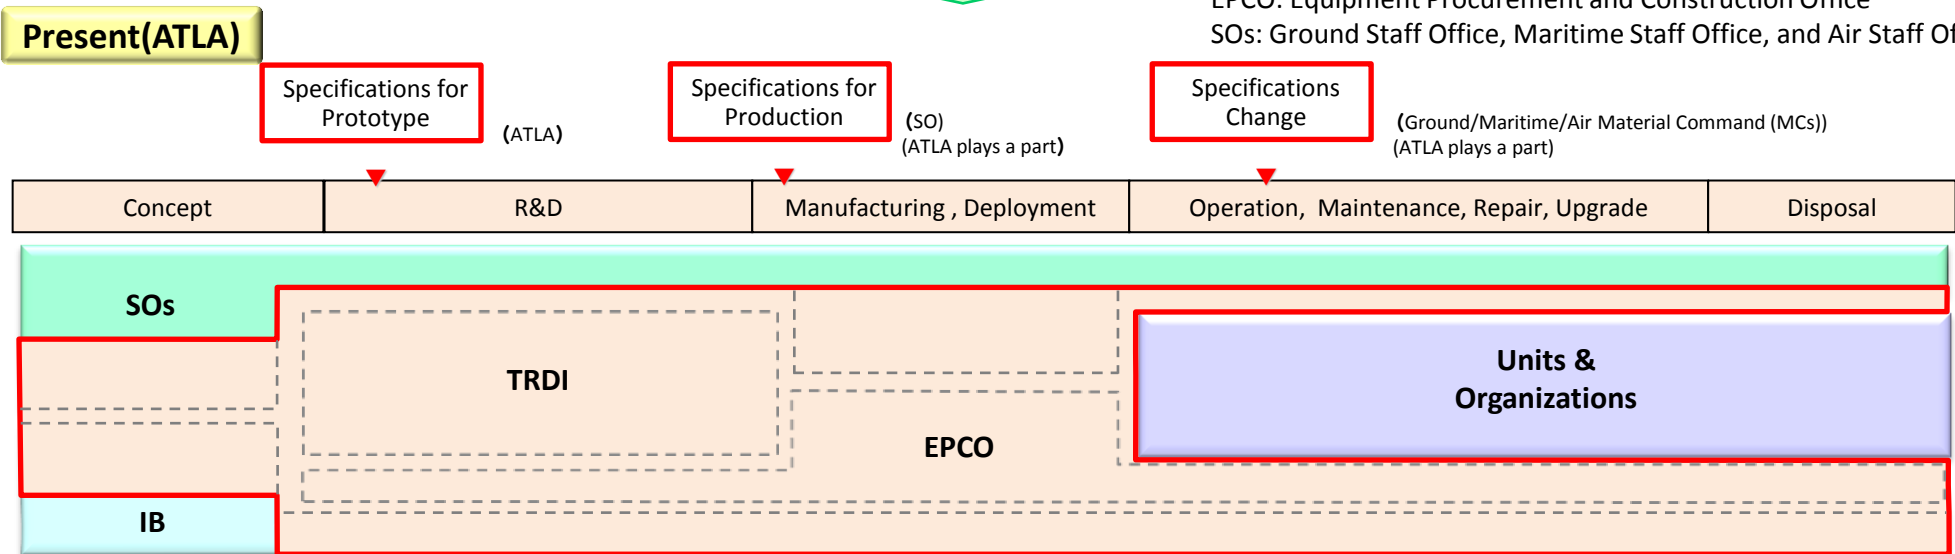 EPCO: Equipment Procurement and Construction Office
SOs: Ground Staff Office, Maritime Staff Office, and Air Staff
Present(ATLA)
Specifications for
Prototype
(ATLA)
Specifications for
Production
(SO)
(ATLA plays a part)
Specifications
Change
(Ground/Maritime/Air Material Command (MCs))
(ATLA plays a part)
Concept
R&D
Manufacturing , Deployment
Operation, Maintenance, Repair, Upgrade
Disposal
SOs
TRDI
Units &
Organizations
EPCO
IB